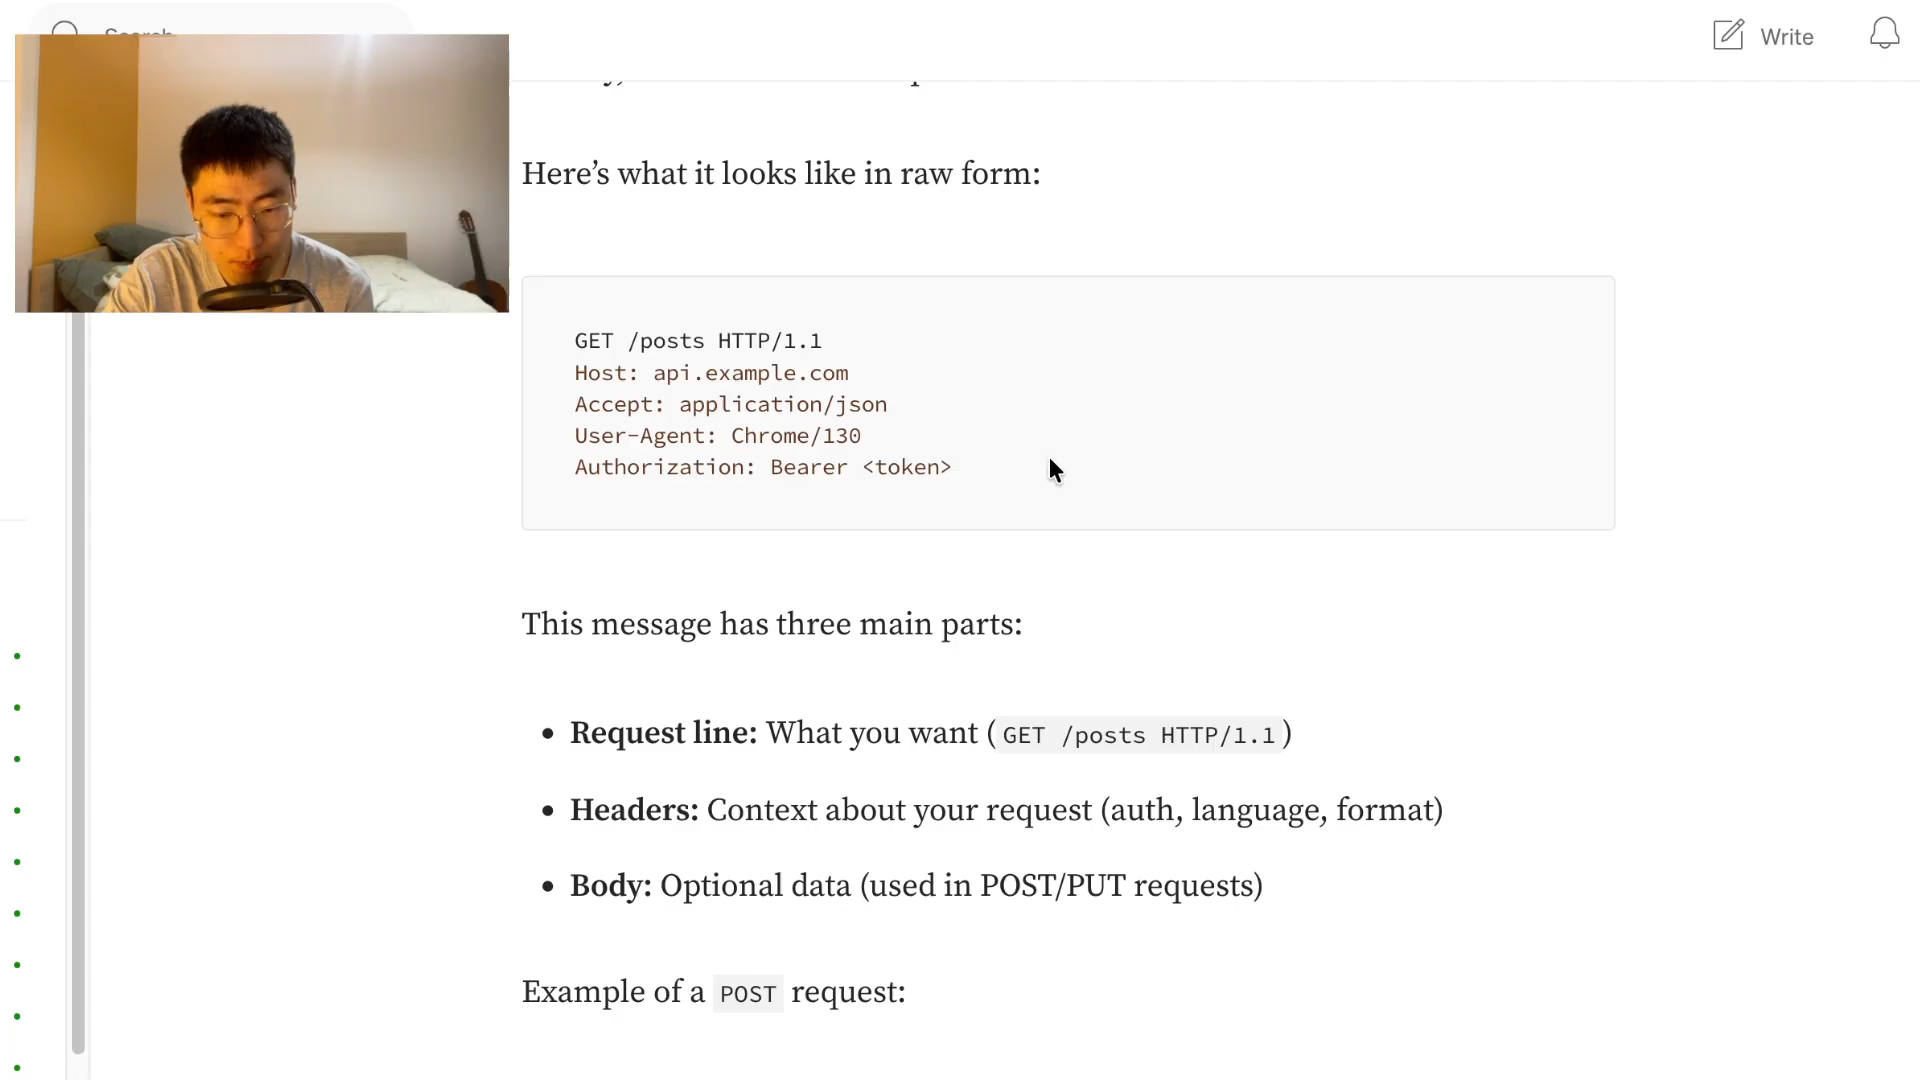 Write
Here’s what it looks like in raw form:
GET /posts HTTP/1.1
Host: api.example.com
Accept: application/json
User-Agent: Chrome/130
Authorization: Bearer <token>
This message has three main parts:
• Request line: What you want (GET /posts HTTP/1.1)
• Headers: Context about your request (auth, language, format)
• Body: Optional data (used in POST/PUT requests)
Example of a POST request: